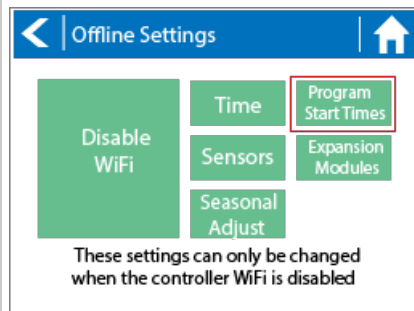 Offline Settings
Disable
WiFi
Time
Program
Start Times
Sensors
Expansion
Modules
Seasonal
Adjust
These settings can only be changed
when the controller WiFi is disabled